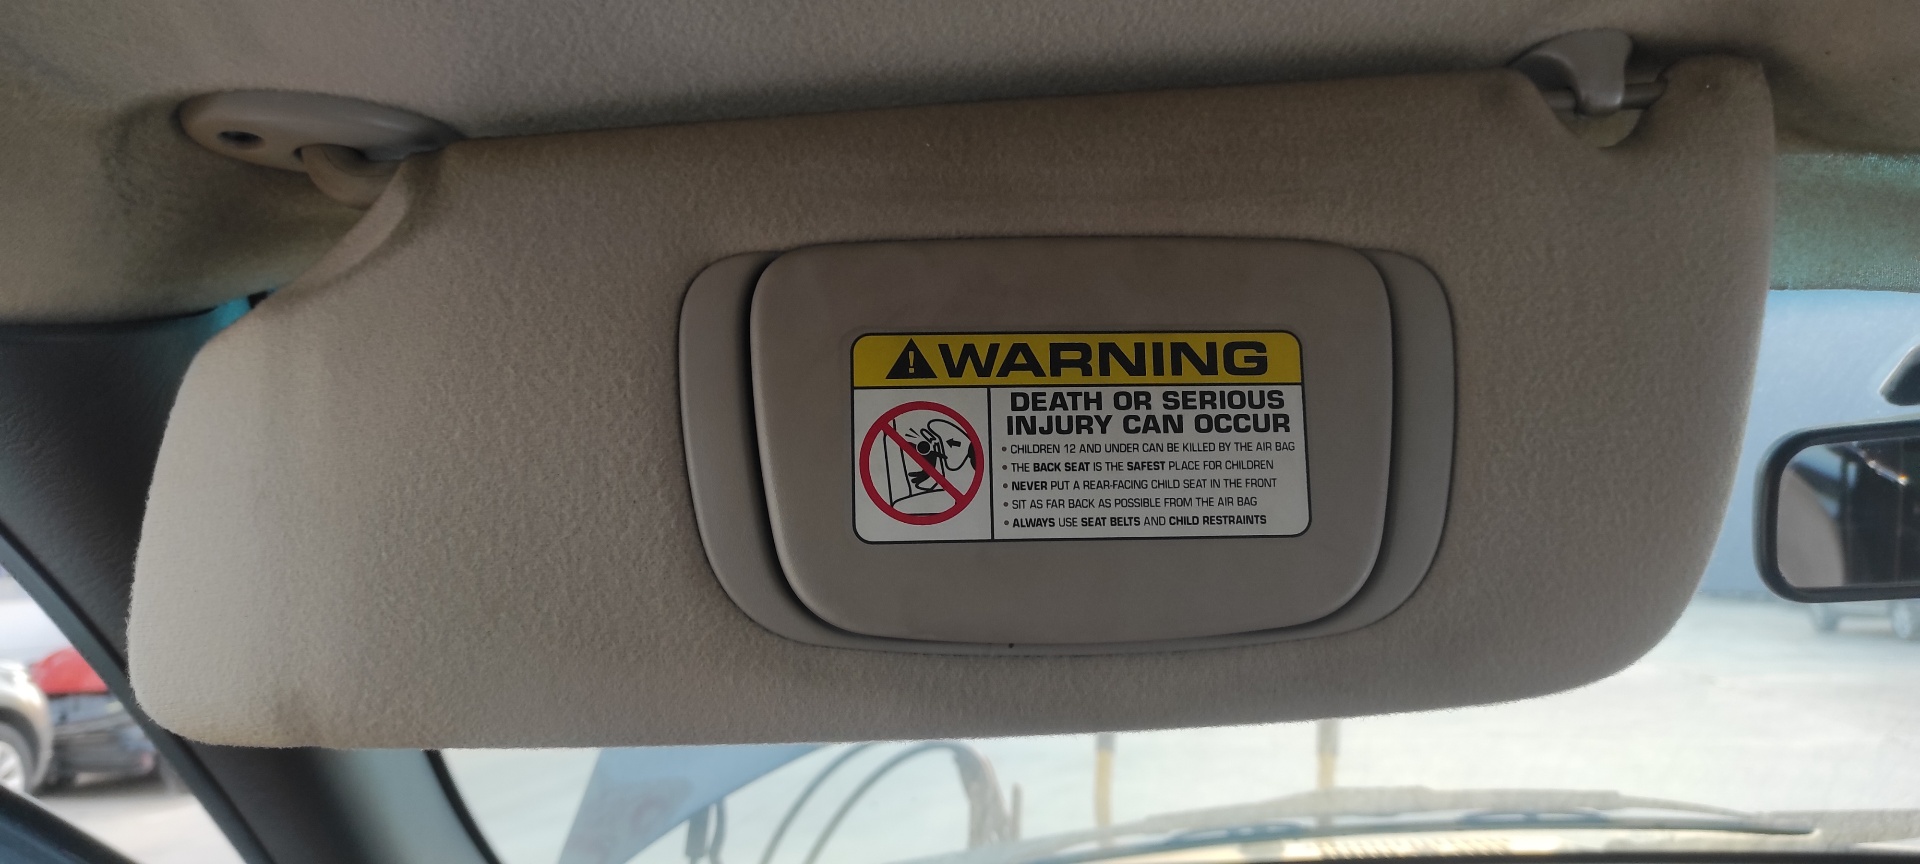 WARNING
DEATH OR SERIOUS
INJURY CAN OCCUR
• CHILDREN 12 AND UNDER CAN BE KILLED BY THE AIR BAG
• THE BACK SEAT IS THE SAFEST PLACE FOR CHILDREN
• NEVER PUT A REAR-FACING CHILD SEAT IN THE FRONT
• SIT AS FAR BACK AS POSSIBLE FROM THE AIR BAG
• ALWAYS USE SEAT BELTS AND CHILD RESTRAINTS